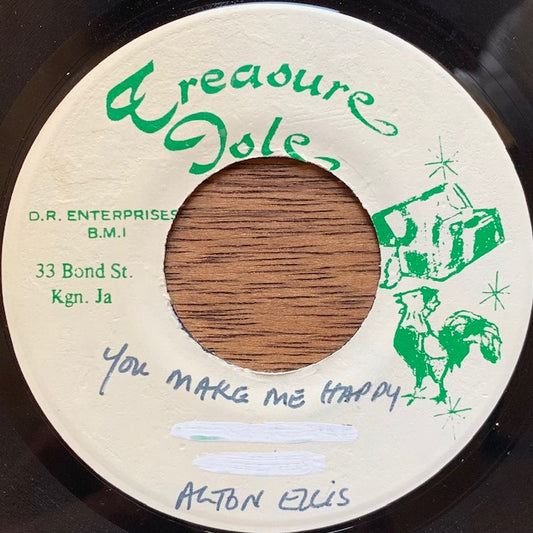 Treasure
Isle
D.R. ENTERPRISES
B.M.I
33 Bond St.
Kgn. Ja
YOU MAKE ME HAPPY
ALTON ELLIS